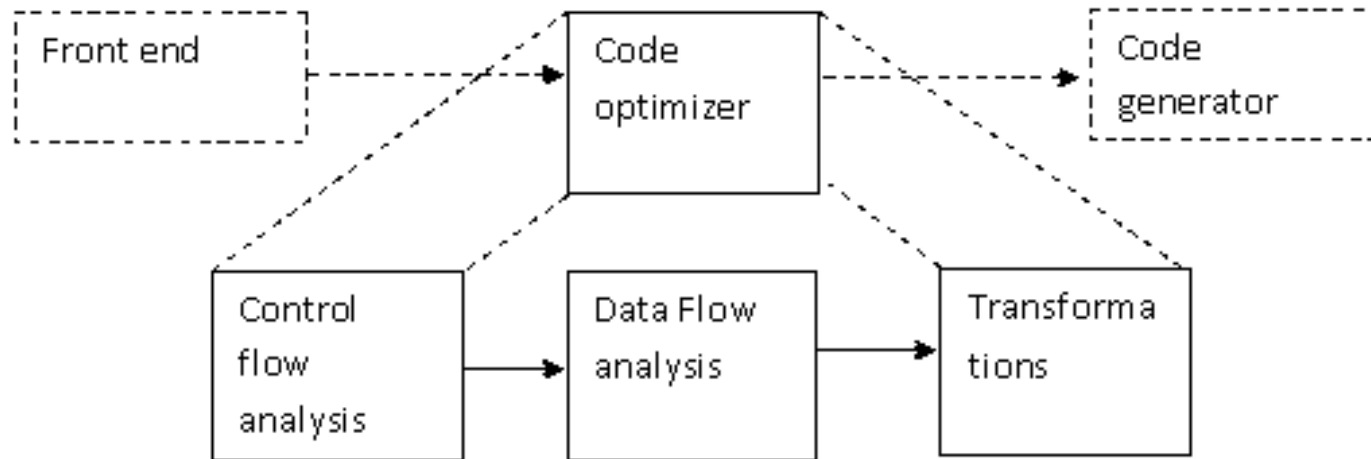 Front end
Code
optimizer
Code
generator
Control
flow
analysis
Data Flow
analysis
Transforma
tions